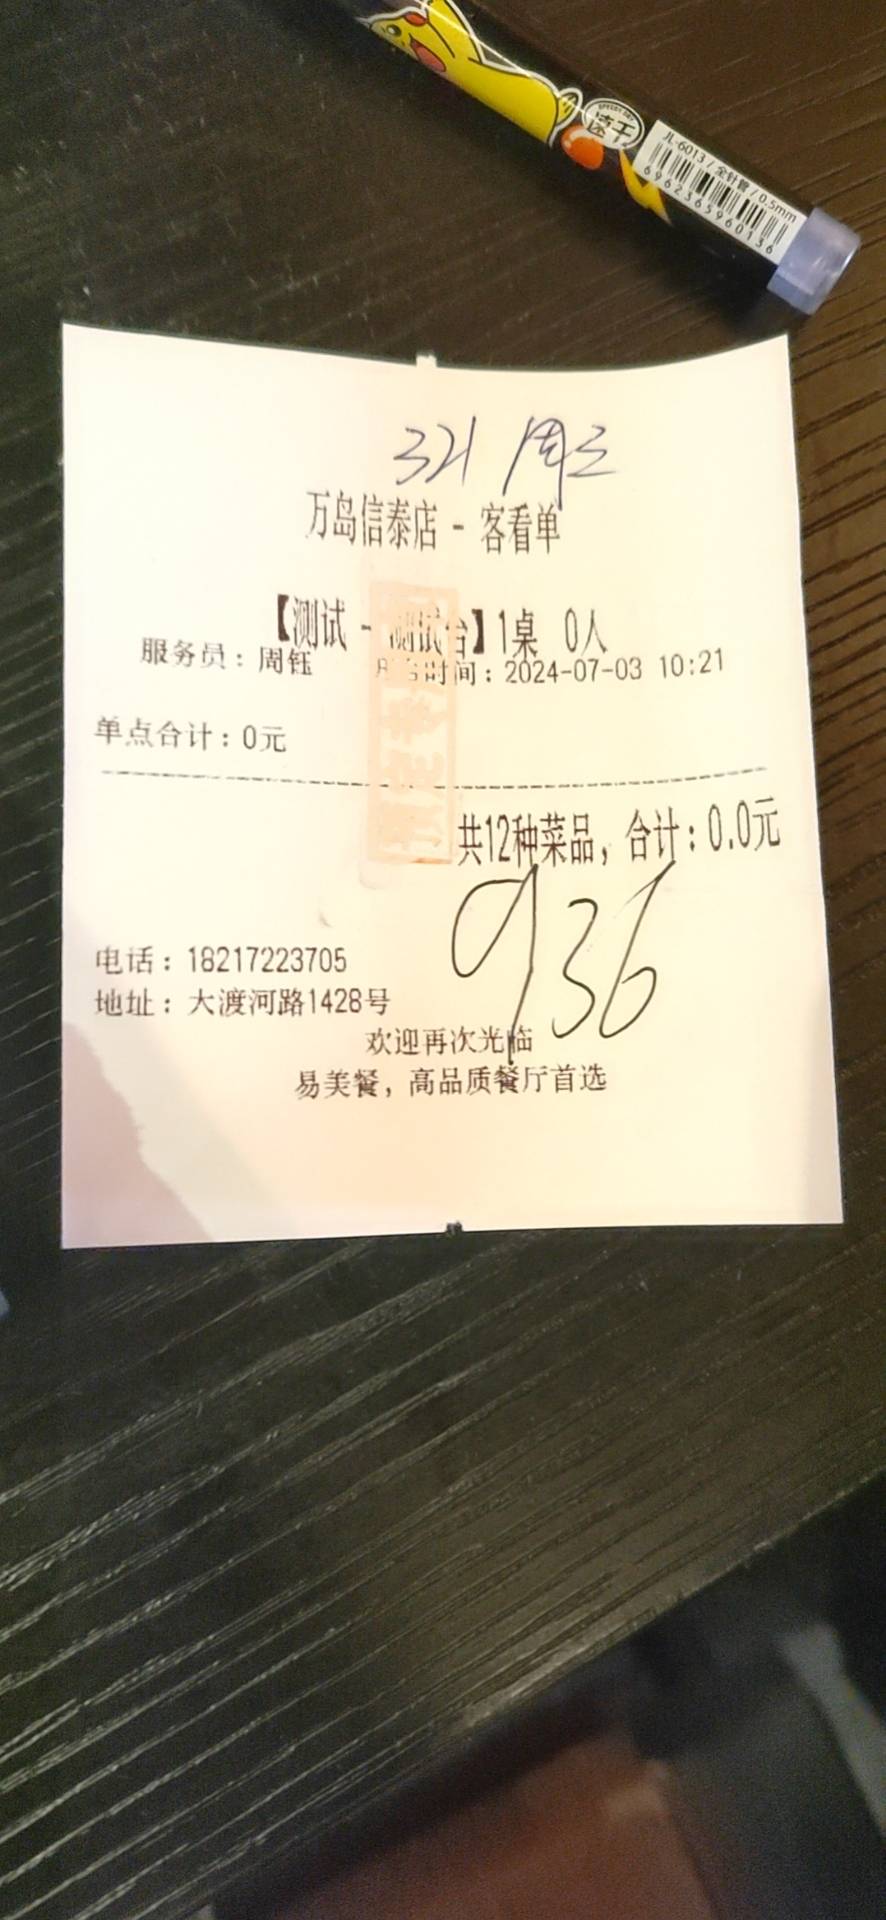 速干
JL-6013 / 全针管 / 0.5mm
6962365960136
321 周三
万岛信泰店 - 客看单
【测试 - 测试台】1桌 0人
服务员：周钰 时间：2024-07-03 10:21
单点合计：0元
共12种菜品，合计：0.0元
936
电话：18217223705
地址：大渡河路1428号
欢迎再次光临
易美餐，高品质餐厅首选